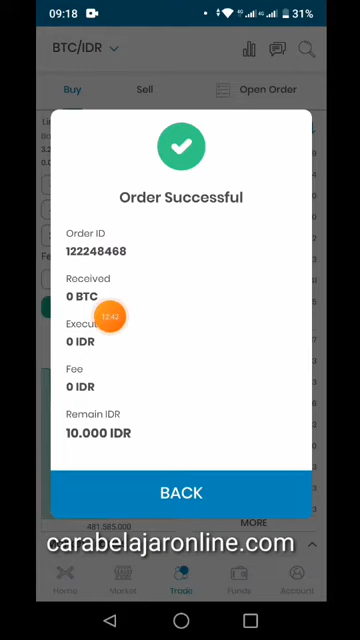 09:18
4G 4G 31%
BTC/IDR
Buy Sell Open Order
Order Successful
Order ID
122248468
Received
0 BTC
12:42
0 IDR
Fee
0 IDR
Remain IDR
10.000 IDR
BACK
481.585.000 MORE
carabelajaronline.com
Home Market Trade Funds Account